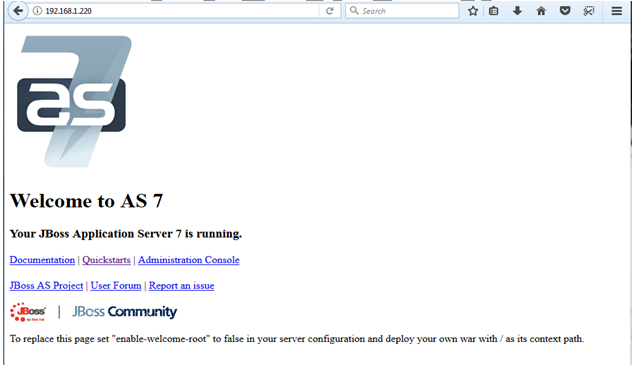 192.168.1.220
Search
as
7
Welcome to AS 7
Your JBoss Application Server 7 is running.
Documentation | Quickstarts | Administration Console
JBoss AS Project | User Forum | Report an issue
JBoss by Red Hat | JBoss Community
To replace this page set "enable-welcome-root" to false in your server configuration and deploy your own war with / as its context path.